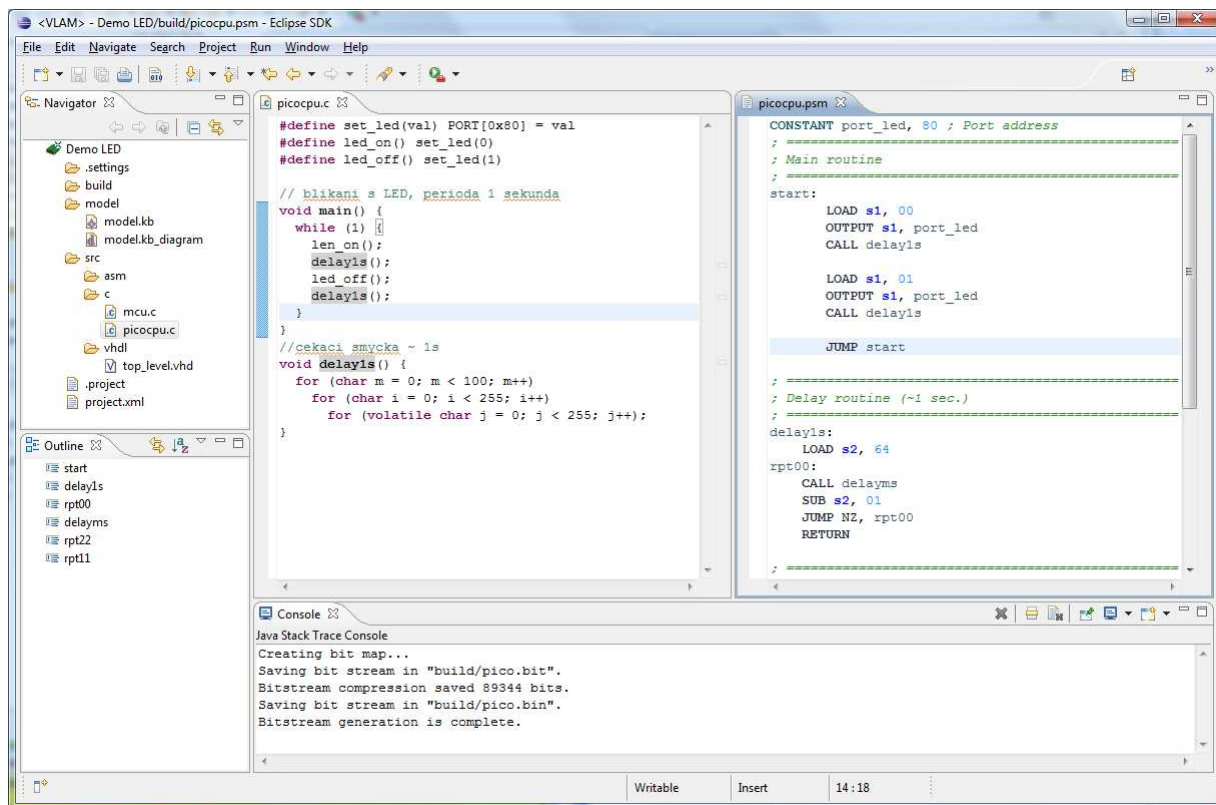 <VLAM> - Demo LED/build/picocpu.psm - Eclipse SDK
File Edit Navigate Search Project Run Window Help
Navigator
Demo LED
.settings
build
model
model.kb
model.kb_diagram
src
asm
c
mcu.c
picocpu.c
vhdl
top_level.vhd
.project
project.xml
Outline
start
delay1s
rpt00
delayms
rpt22
rpt11
picocpu.c
#define set_led(val) PORT[0x80] = val
#define led_on() set_led(0)
#define led_off() set_led(1)
// blikani s LED, perioda 1 sekunda
void main() {
while (1) {
len_on();
delay1s();
led_off();
delay1s();
}
}
//cekaci smycka ~ 1s
void delay1s() {
for (char m = 0; m < 100; m++)
for (char i = 0; i < 255; i++)
for (volatile char j = 0; j < 255; j++);
}
picocpu.psm
CONSTANT port_led, 80 ; Port address
; ==================================================
; Main routine
; ==================================================
start:
LOAD s1, 00
OUTPUT s1, port_led
CALL delay1s
LOAD s1, 01
OUTPUT s1, port_led
CALL delay1s
JUMP start
; ==================================================
; Delay routine (~1 sec.)
; ==================================================
delay1s:
LOAD s2, 64
rpt00:
CALL delayms
SUB s2, 01
JUMP NZ, rpt00
RETURN
; ==================================================
Console
Java Stack Trace Console
Creating bit map...
Saving bit stream in "build/pico.bit".
Bitstream compression saved 89344 bits.
Saving bit stream in "build/pico.bin".
Bitstream generation is complete.
Writable Insert 14 : 18